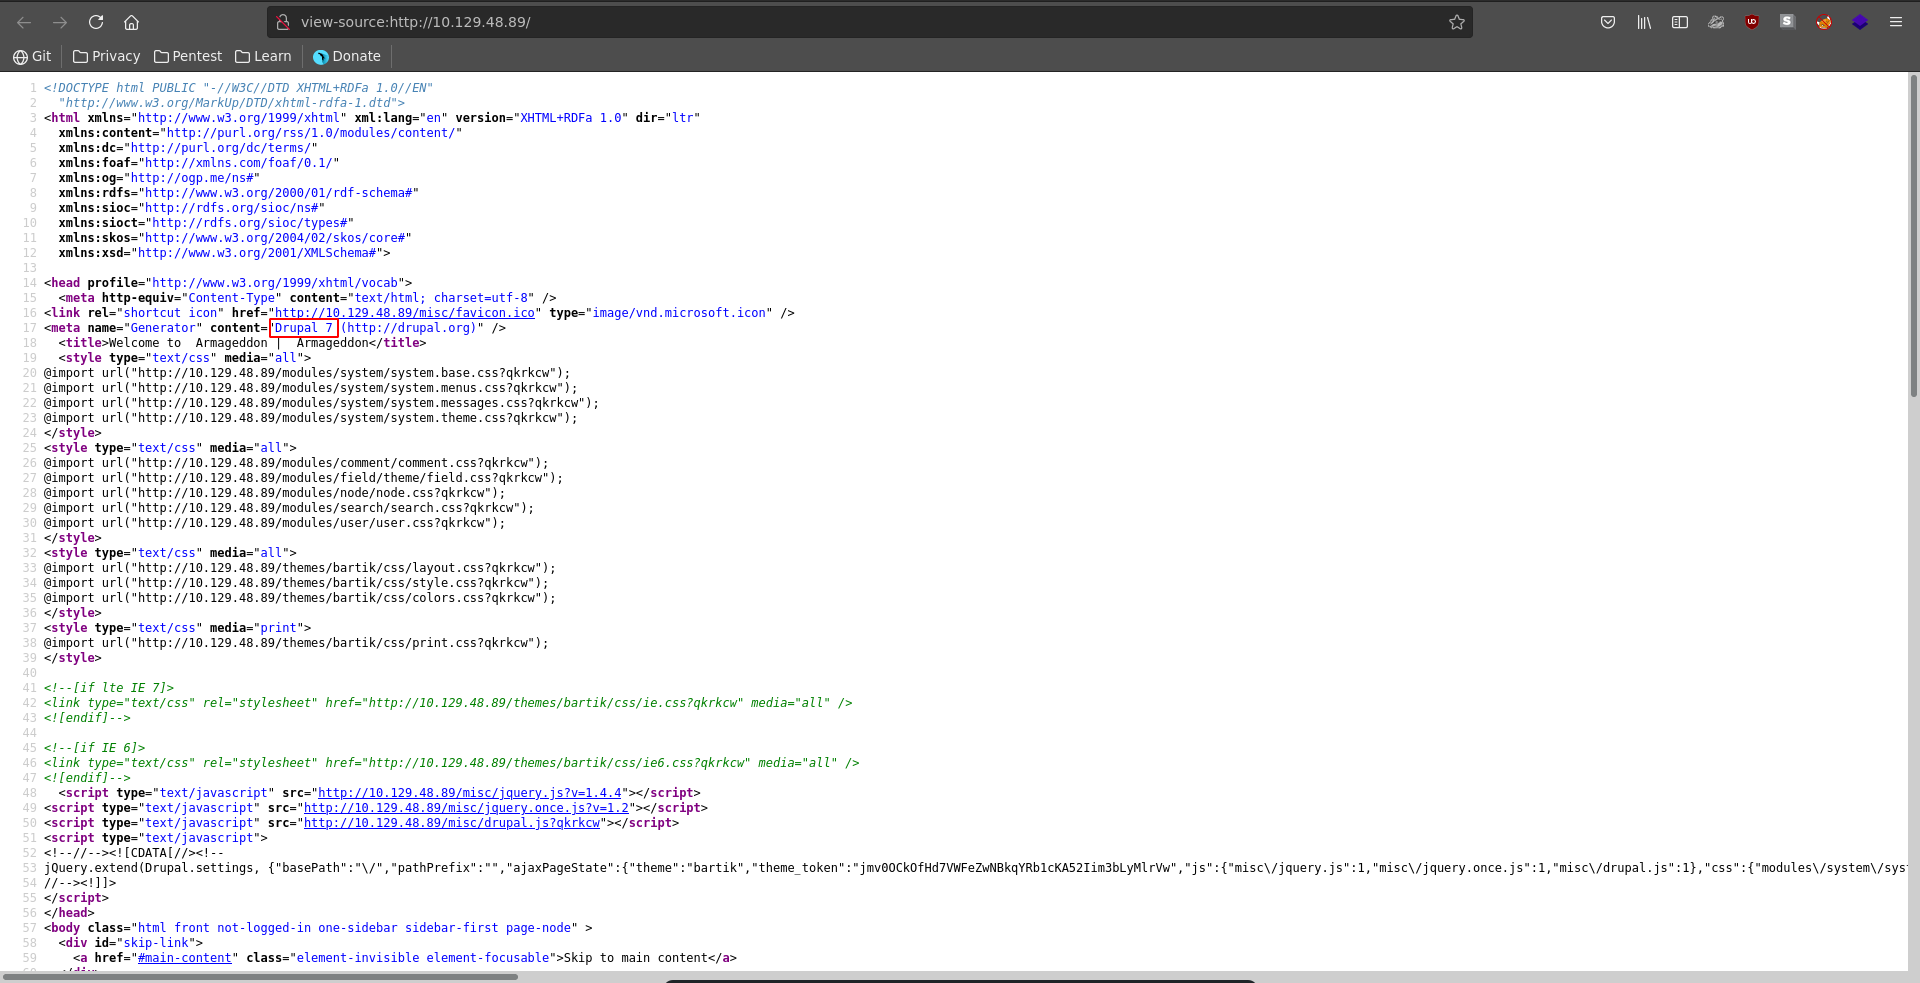 view-source:http://10.129.48.89/
Git Privacy Pentest Learn Donate
1 <!DOCTYPE html PUBLIC "-//W3C//DTD XHTML+RDFa 1.0//EN"
2 "http://www.w3.org/MarkUp/DTD/xhtml-rdfa-1.dtd">
3 <html xmlns="http://www.w3.org/1999/xhtml" xml:lang="en" version="XHTML+RDFa 1.0" dir="ltr"
4 xmlns:content="http://purl.org/rss/1.0/modules/content/"
5 xmlns:dc="http://purl.org/dc/terms/"
6 xmlns:foaf="http://xmlns.com/foaf/0.1/"
7 xmlns:og="http://ogp.me/ns#"
8 xmlns:rdfs="http://www.w3.org/2000/01/rdf-schema#"
9 xmlns:sioc="http://rdfs.org/sioc/ns#"
10 xmlns:sioct="http://rdfs.org/sioc/types#"
11 xmlns:skos="http://www.w3.org/2004/02/skos/core#"
12 xmlns:xsd="http://www.w3.org/2001/XMLSchema#">
13
14 <head profile="http://www.w3.org/1999/xhtml/vocab">
15 <meta http-equiv="Content-Type" content="text/html; charset=utf-8" />
16 <link rel="shortcut icon" href="http://10.129.48.89/misc/favicon.ico" type="image/vnd.microsoft.icon" />
17 <meta name="Generator" content="Drupal 7 (http://drupal.org)" />
18 <title>Welcome to  Armageddon |  Armageddon</title>
19 <style type="text/css" media="all">
20 @import url("http://10.129.48.89/modules/system/system.base.css?qkrkcw");
21 @import url("http://10.129.48.89/modules/system/system.menus.css?qkrkcw");
22 @import url("http://10.129.48.89/modules/system/system.messages.css?qkrkcw");
23 @import url("http://10.129.48.89/modules/system/system.theme.css?qkrkcw");
24 </style>
25 <style type="text/css" media="all">
26 @import url("http://10.129.48.89/modules/comment/comment.css?qkrkcw");
27 @import url("http://10.129.48.89/modules/field/theme/field.css?qkrkcw");
28 @import url("http://10.129.48.89/modules/node/node.css?qkrkcw");
29 @import url("http://10.129.48.89/modules/search/search.css?qkrkcw");
30 @import url("http://10.129.48.89/modules/user/user.css?qkrkcw");
31 </style>
32 <style type="text/css" media="all">
33 @import url("http://10.129.48.89/themes/bartik/css/layout.css?qkrkcw");
34 @import url("http://10.129.48.89/themes/bartik/css/style.css?qkrkcw");
35 @import url("http://10.129.48.89/themes/bartik/css/colors.css?qkrkcw");
36 </style>
37 <style type="text/css" media="print">
38 @import url("http://10.129.48.89/themes/bartik/css/print.css?qkrkcw");
39 </style>
40
41 <!--[if lte IE 7]>
42 <link type="text/css" rel="stylesheet" href="http://10.129.48.89/themes/bartik/css/ie.css?qkrkcw" media="all" />
43 <![endif]-->
44
45 <!--[if IE 6]>
46 <link type="text/css" rel="stylesheet" href="http://10.129.48.89/themes/bartik/css/ie6.css?qkrkcw" media="all" />
47 <![endif]-->
48 <script type="text/javascript" src="http://10.129.48.89/misc/jquery.js?v=1.4.4"></script>
49 <script type="text/javascript" src="http://10.129.48.89/misc/jquery.once.js?v=1.2"></script>
50 <script type="text/javascript" src="http://10.129.48.89/misc/drupal.js?qkrkcw"></script>
51 <script type="text/javascript">
52 <!--//--><![CDATA[//><!--
53 jQuery.extend(Drupal.settings, {"basePath":"\/","pathPrefix":"","ajaxPageState":{"theme":"bartik","theme_token":"jmv0OCkOfHd7VWFeZwNBkqYRb1cKA52Iim3bLyMlrVw","js":{"misc\/jquery.js":1,"misc\/jquery.once.js":1,"misc\/drupal.js":1},"css":{"modules\/system\/sys
54 //--><!]]>
55 </script>
56 </head>
57 <body class="html front not-logged-in one-sidebar sidebar-first page-node" >
58 <div id="skip-link">
59 <a href="#main-content" class="element-invisible element-focusable">Skip to main content</a>